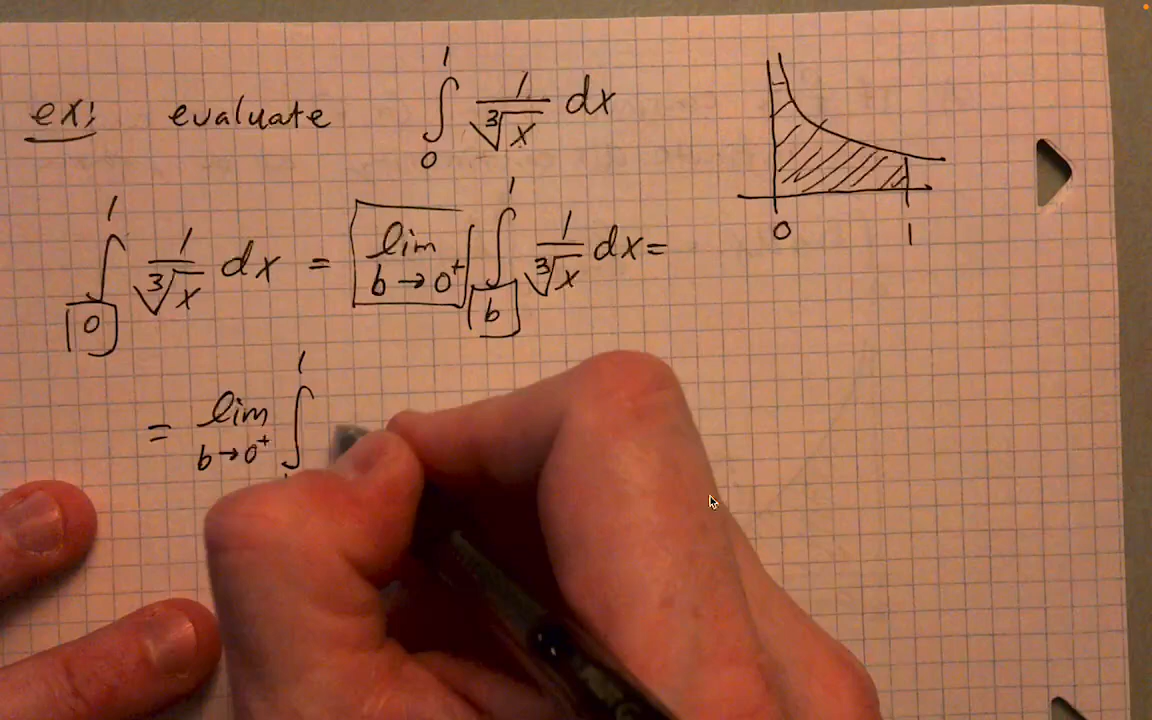 ex: evaluate ∫₀¹ 1/∛x dx
0 1
∫₀¹ 1/∛x dx = lim b→0⁺ ∫_b¹ 1/∛x dx =
= lim b→0⁺ ∫¹